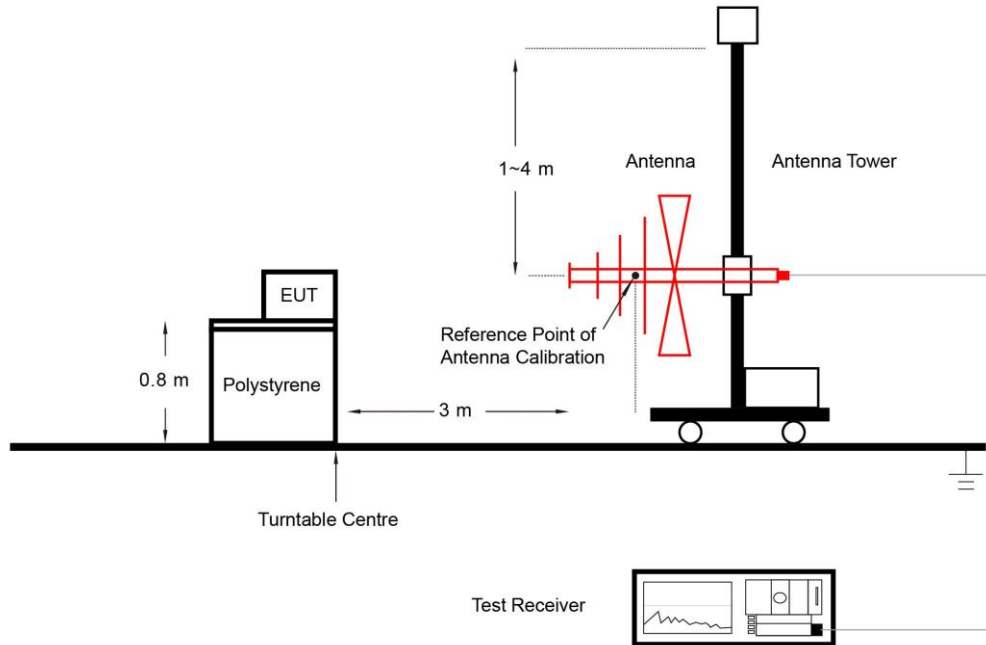 1~4 m
Antenna
Antenna Tower
EUT
Reference Point of
Antenna Calibration
0.8 m
Polystyrene
3 m
Turntable Centre
Test Receiver